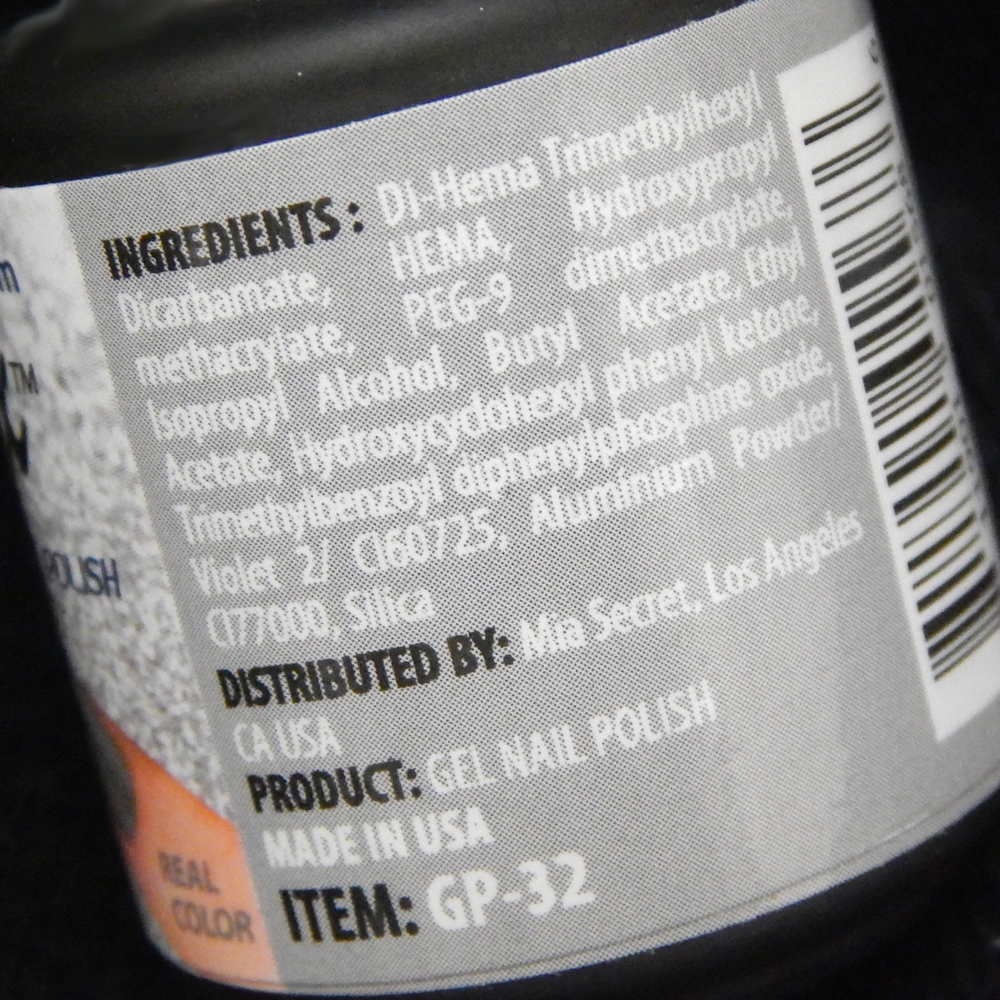 m
TM
POLISH
REAL
COLOR
INGREDIENTS : Di-Hema Trimethylhexyl
Dicarbamate, HEMA, Hydroxypropyl
methacrylate, PEG-9 dimethacrylate,
Isopropyl Alcohol, Butyl Acetate, Ethyl
Acetate, Hydroxycyclohexyl phenyl ketone,
Trimethylbenzoyl diphenylphosphine oxide,
Violet 2/ CI60725, Aluminium Powder/
CI77000, Silica
DISTRIBUTED BY: Mia Secret, Los Angeles
CA USA
PRODUCT: GEL NAIL POLISH
MADE IN USA
ITEM: GP-32